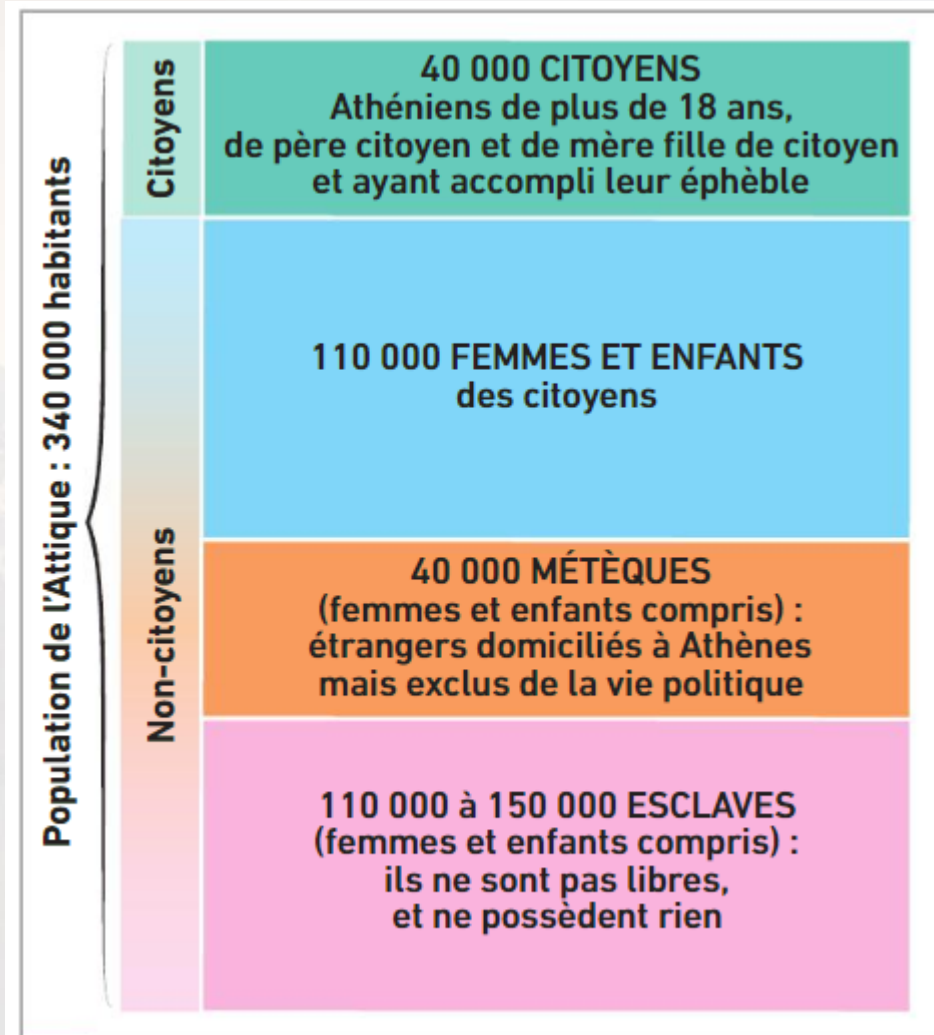 Population de l'Attique : 340 000 habitants
Citoyens
40 000 CITOYENS
Athéniens de plus de 18 ans,
de père citoyen et de mère fille de citoyen
et ayant accompli leur éphèble
Non-citoyens
110 000 FEMMES ET ENFANTS
des citoyens
40 000 MÉTÈQUES
(femmes et enfants compris) :
étrangers domiciliés à Athènes
mais exclus de la vie politique
110 000 à 150 000 ESCLAVES
(femmes et enfants compris) :
ils ne sont pas libres,
et ne possèdent rien